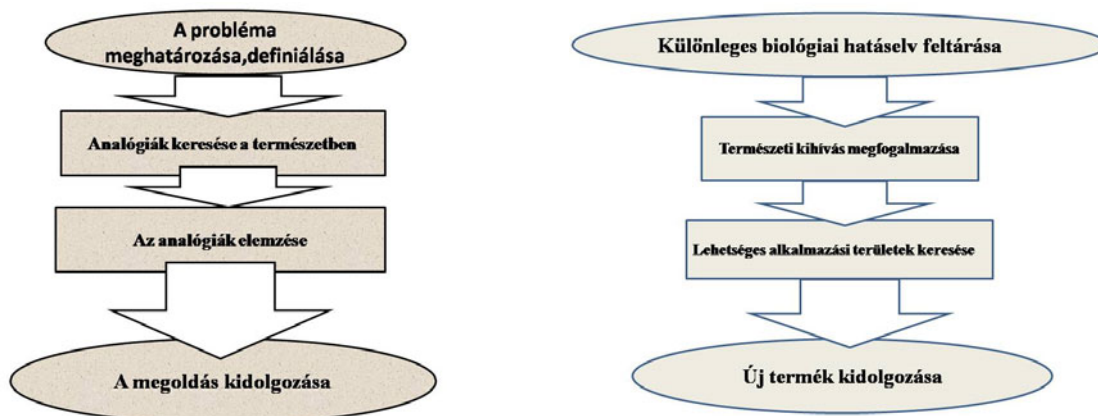 A probléma
meghatározása,definiálása
Analógiák keresése a természetben
Az analógiák elemzése
A megoldás kidolgozása
Különleges biológiai hatáselv feltárása
Természeti kihívás megfogalmazása
Lehetséges alkalmazási területek keresése
Új termék kidolgozása